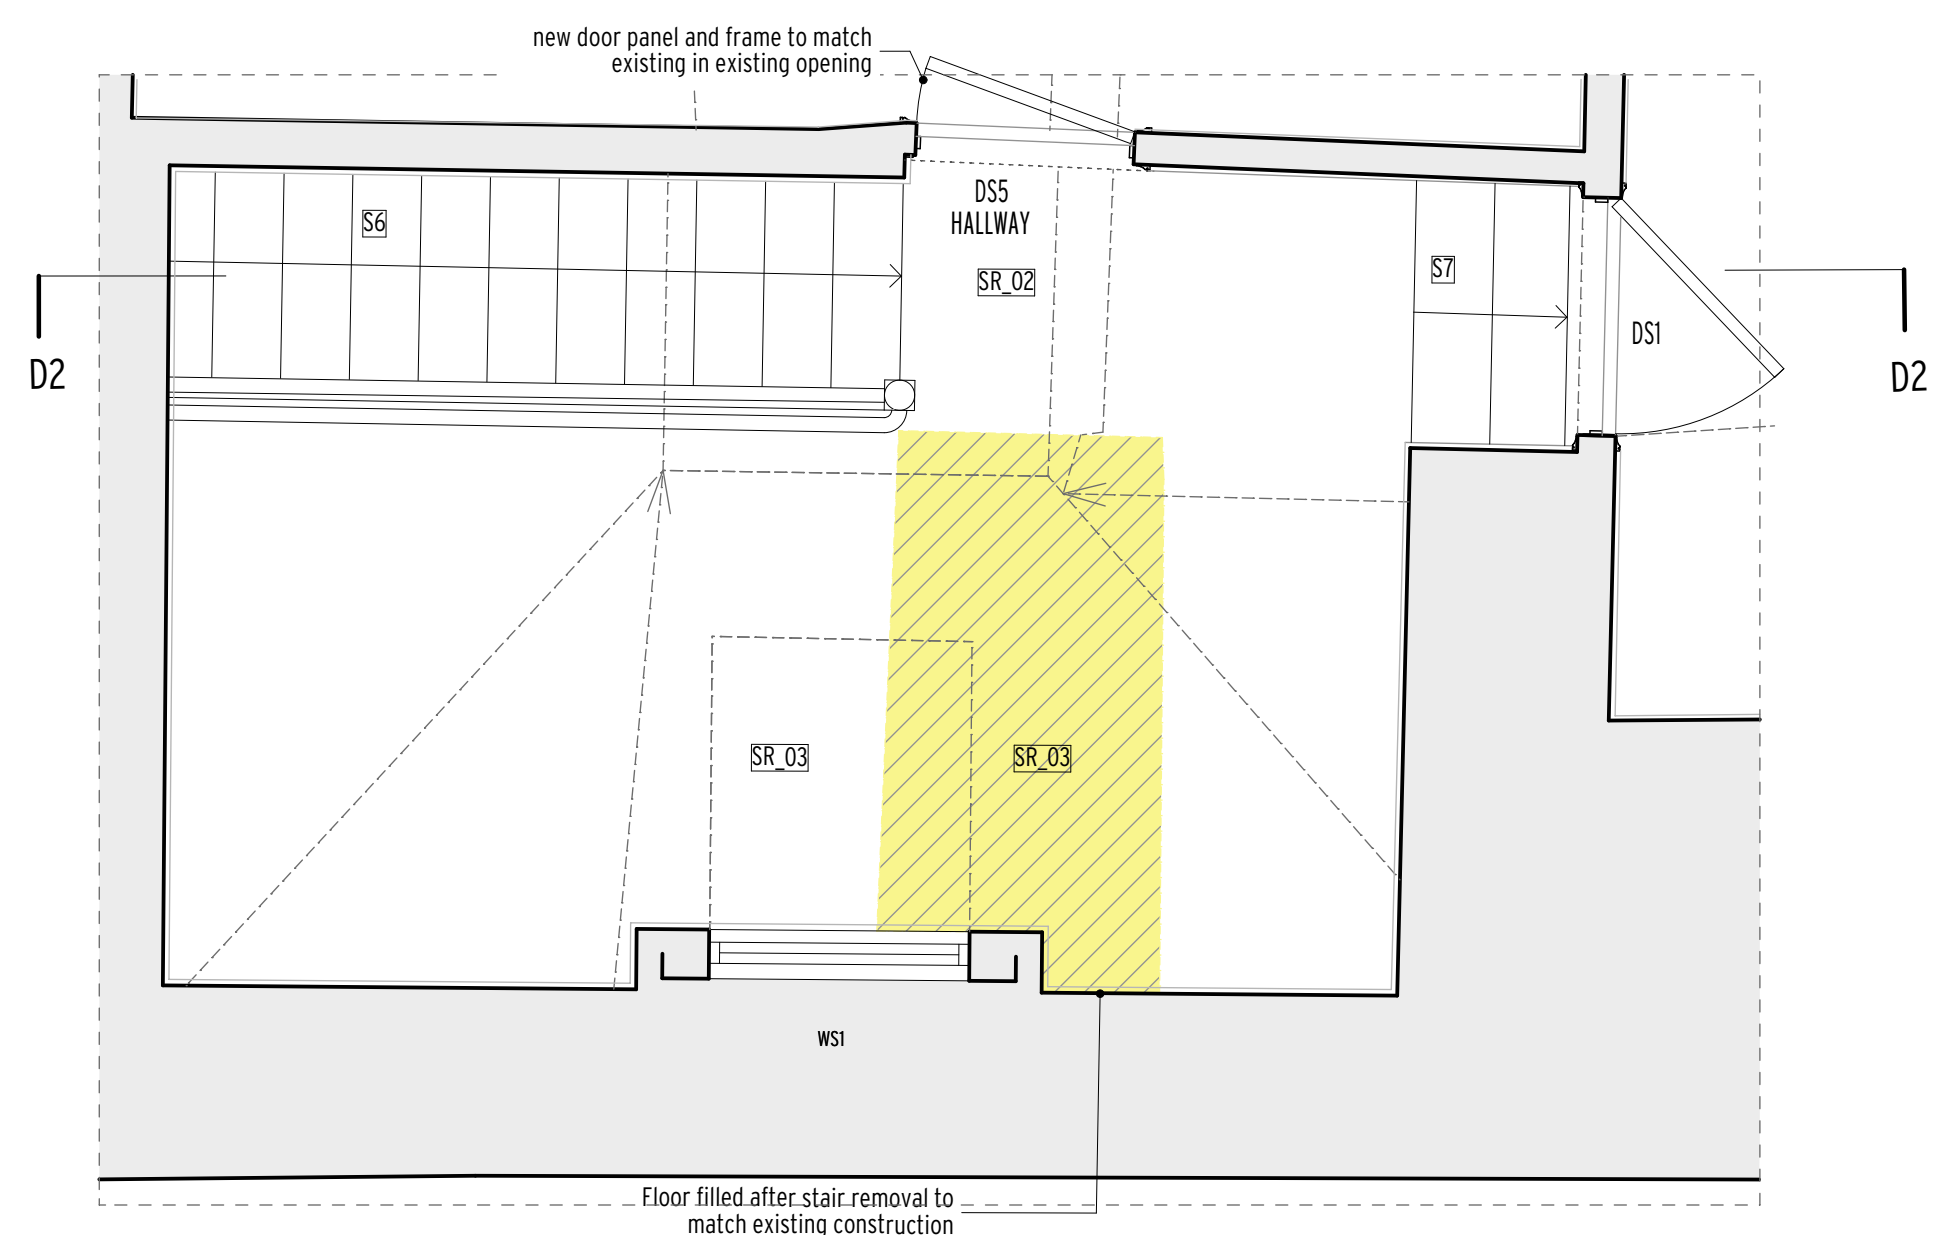 new door panel and frame to match
existing in existing opening
DS5
HALLWAY
S6
SR_02
S7
DS1
D2
D2
SR_03
SR_03
WS1
Floor filled after stair removal to
match existing construction